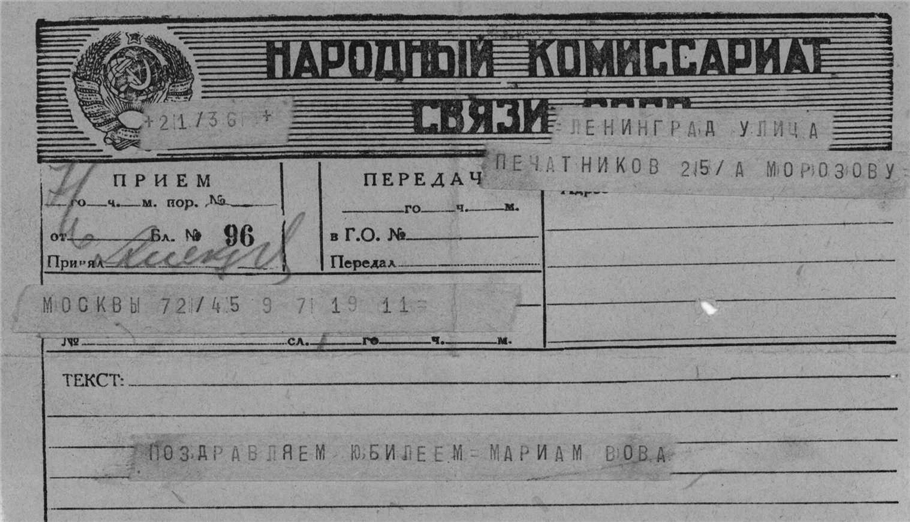 НАРОДНЫЙ КОМИССАРИАТ
СВЯЗИ СССР
+21/36 +
=ЛЕНИНГРАД УЛИЧА
ПЕЧАТНИКОВ 25/А МОРОЗОВУ=
ПРИЕМ
го ч. м. пор. №
от Бл. № 96
Принял
ПЕРЕДАЧ
го ч. м.
в Г.О. №
Передал
Адрес
МОСКВЫ 72/45 9 7 19 11=
№ сл. го ч. м.
ТЕКСТ:
ПОЗДРАВЛЯЕМ ЮБИЛЕЕМ=МАРИАМ ВОВА